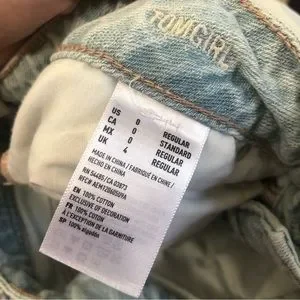 TOMGIRL
US 0 REGULAR
CA 0 STANDARD
MX 0 REGULAR
UK 4 REGULAR
MADE IN CHINA / FABRIQUÉ EN CHINE /
HECHO EN CHINA
RN 54485/CA 03873
EN 100% COTTON
EXCLUSIVE OF DECORATION
FR 100% COTON
À L'EXCEPTION DE LA GARNITURE
SP 100% algodón